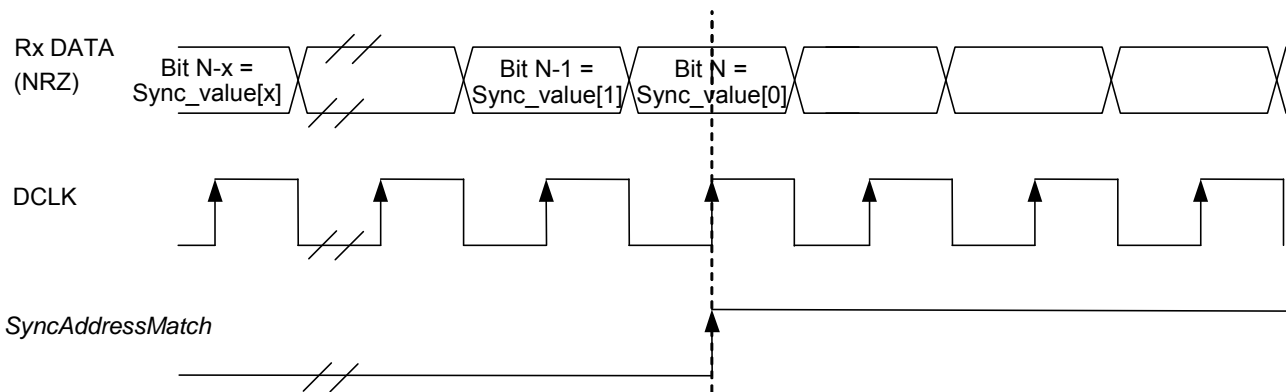 Rx DATA
(NRZ)
Bit N-x =
Sync_value[x]
Bit N-1 =
Sync_value[1]
Bit N =
Sync_value[0]
DCLK
SyncAddressMatch